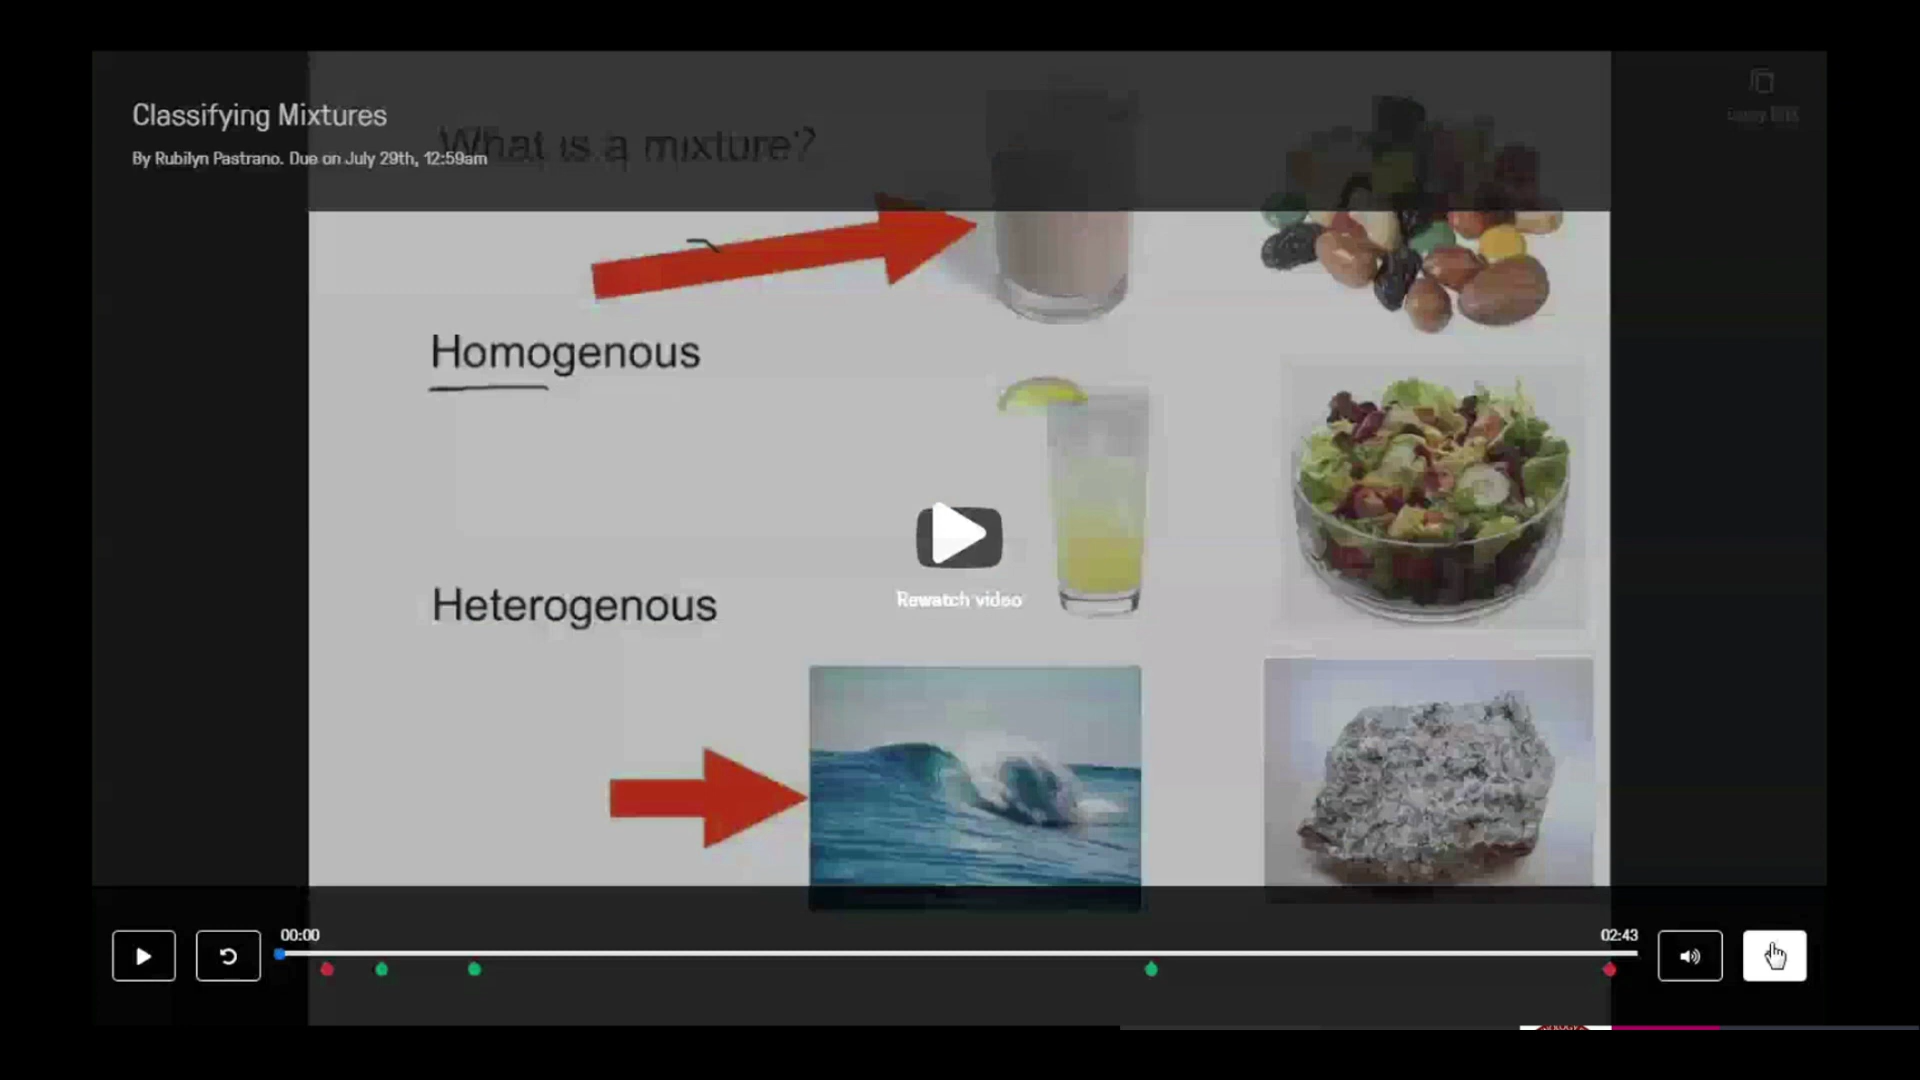 Classifying Mixtures
What is a mixture?
By Rubilyn Pastrano. Due on July 29th, 12:59am
Homogenous
Rewatch video
Heterogenous
00:00
02:43